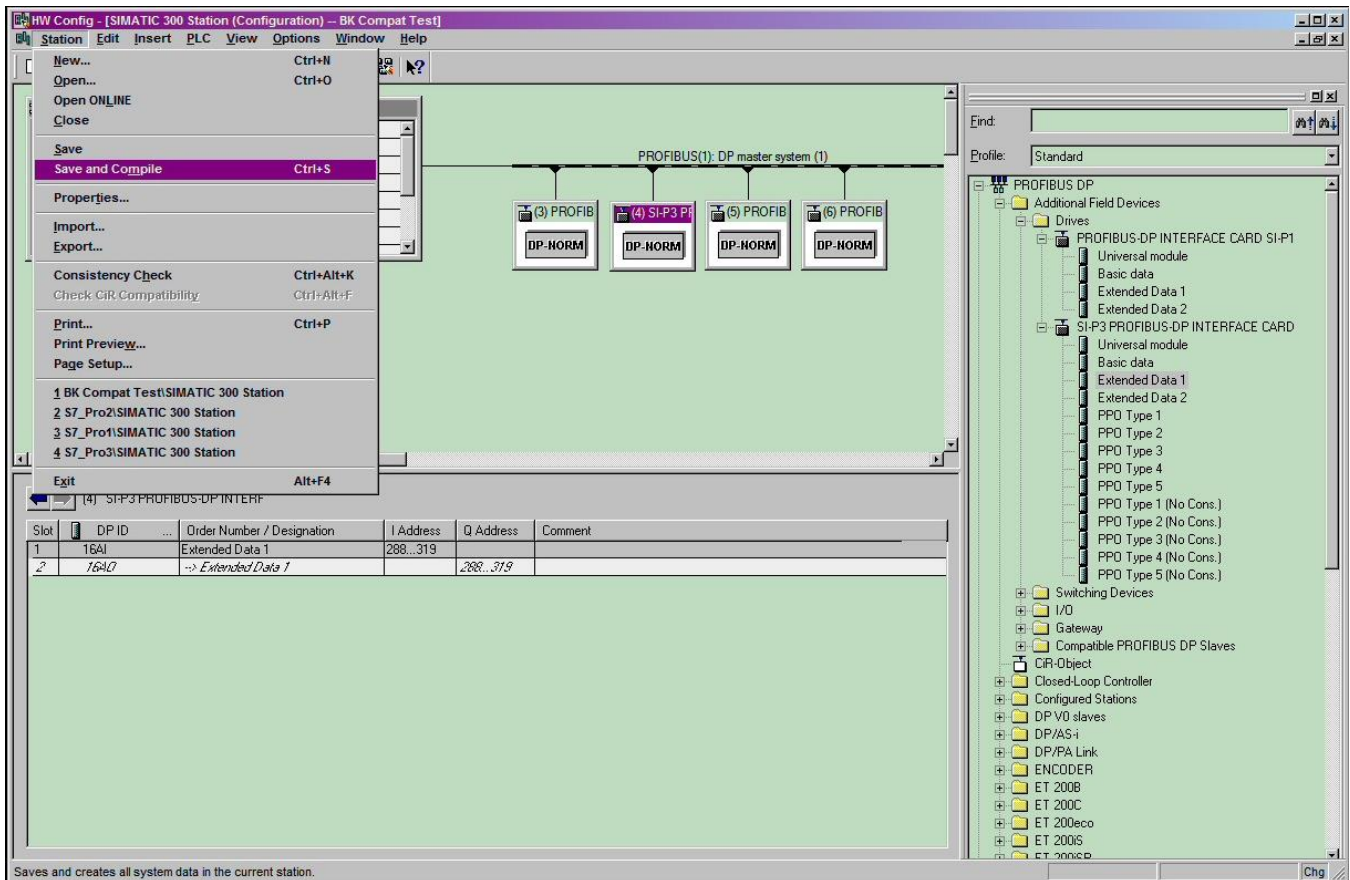 HW Config - [SIMATIC 300 Station (Configuration) -- BK Compat Test]
Station Edit Insert PLC View Options Window Help
New... Ctrl+N
Open... Ctrl+O
Open ONLINE
Close
Save
Save and Compile Ctrl+S
Properties...
Import...
Export...
Consistency Check Ctrl+Alt+K
Check CiR Compatibility Ctrl+Alt+F
Print... Ctrl+P
Print Preview...
Page Setup...
1 BK Compat Test\SIMATIC 300 Station
2 S7_Pro2\SIMATIC 300 Station
3 S7_Pro1\SIMATIC 300 Station
4 S7_Pro3\SIMATIC 300 Station
Exit Alt+F4
PROFIBUS(1): DP master system (1)
(3) PROFIB (4) SI-P3 PF (5) PROFIB (6) PROFIB
DP-NORM DP-NORM DP-NORM DP-NORM
(4) SI-P3 PROFIBUS-DP INTERF
Slot DP ID ... Order Number / Designation I Address Q Address Comment
1 16AI Extended Data 1 288...319
2 16AO --> Extended Data 1 288...319
Find:
Profile: Standard
PROFIBUS DP
Additional Field Devices
Drives
PROFIBUS-DP INTERFACE CARD SI-P1
Universal module
Basic data
Extended Data 1
Extended Data 2
SI-P3 PROFIBUS-DP INTERFACE CARD
Universal module
Basic data
Extended Data 1
Extended Data 2
PPO Type 1
PPO Type 2
PPO Type 3
PPO Type 4
PPO Type 5
PPO Type 1 (No Cons.)
PPO Type 2 (No Cons.)
PPO Type 3 (No Cons.)
PPO Type 4 (No Cons.)
PPO Type 5 (No Cons.)
Switching Devices
I/O
Gateway
Compatible PROFIBUS DP Slaves
CiR-Object
Closed-Loop Controller
Configured Stations
DP V0 slaves
DP/AS-i
DP/PA Link
ENCODER
ET 200B
ET 200C
ET 200eco
ET 200iS
ET 200iSP
Saves and creates all system data in the current station. Chg